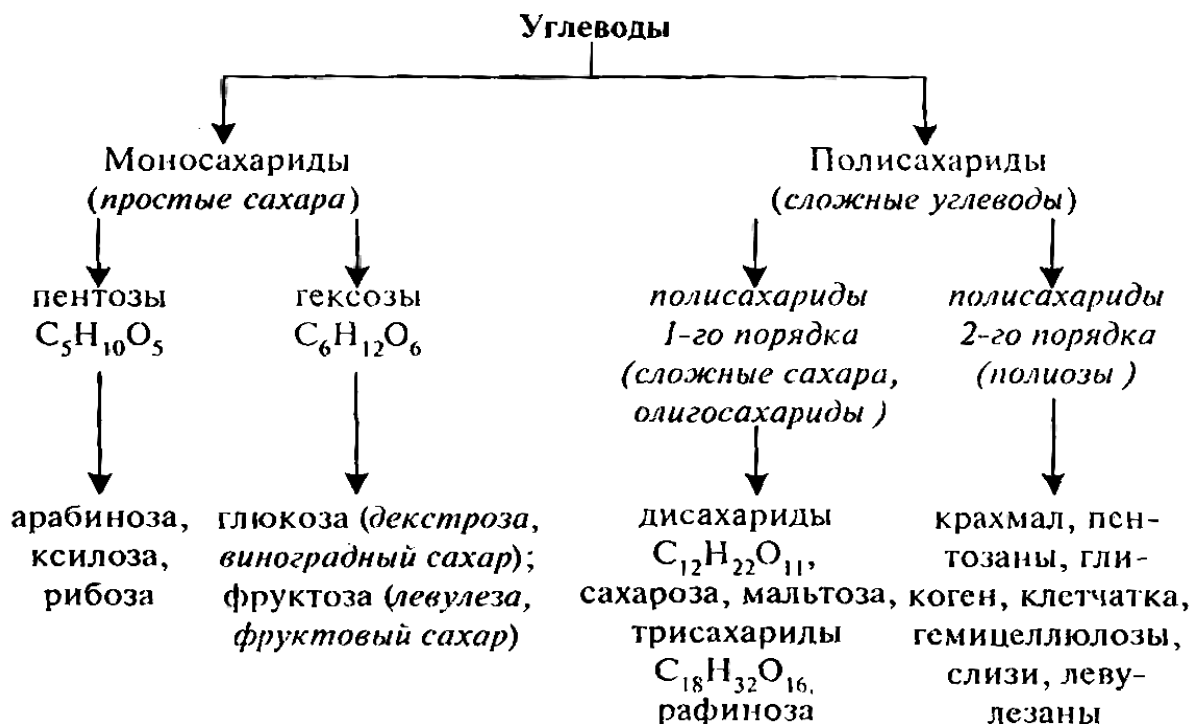 Углеводы
Моносахариды
(простые сахара)
Полисахариды
(сложные углеводы)
пентозы
C₅H₁₀O₅
гексозы
C₆H₁₂O₆
полисахариды
1-го порядка
(сложные сахара,
олигосахариды )
полисахариды
2-го порядка
(полиозы )
арабиноза,
ксилоза,
рибоза
глюкоза (декстроза,
виноградный сахар);
фруктоза (левулеза,
фруктовый сахар)
дисахариды
C₁₂H₂₂O₁₁,
сахароза, мальтоза,
трисахариды
C₁₈H₃₂O₁₆,
рафиноза
крахмал, пен-
тозаны, гли-
коген, клетчатка,
гемицеллюлозы,
слизи, леву-
лезаны